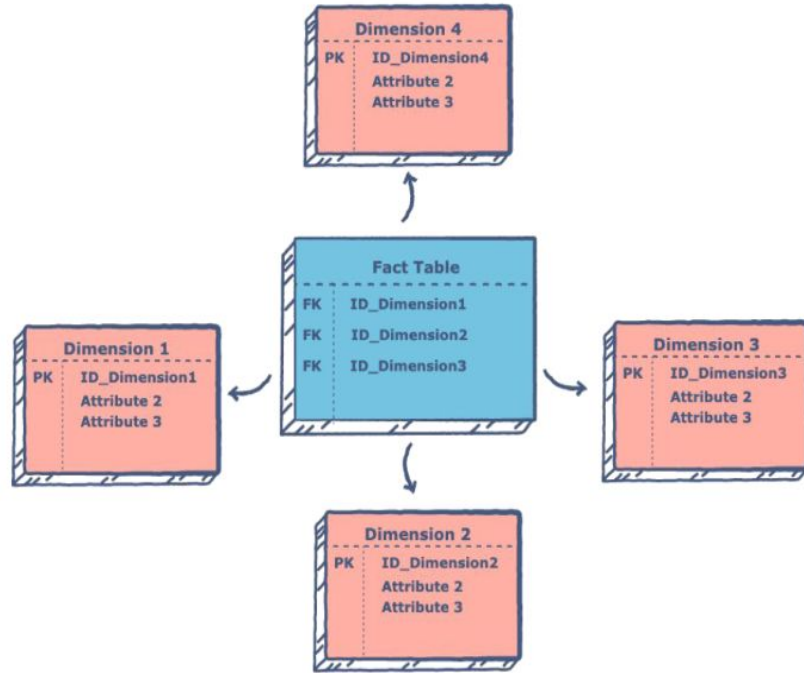 Dimension 4
PK ID_Dimension4
Attribute 2
Attribute 3
Fact Table
FK ID_Dimension1
FK ID_Dimension2
FK ID_Dimension3
Dimension 1
PK ID_Dimension1
Attribute 2
Attribute 3
Dimension 3
PK ID_Dimension3
Attribute 2
Attribute 3
Dimension 2
PK ID_Dimension2
Attribute 2
Attribute 3